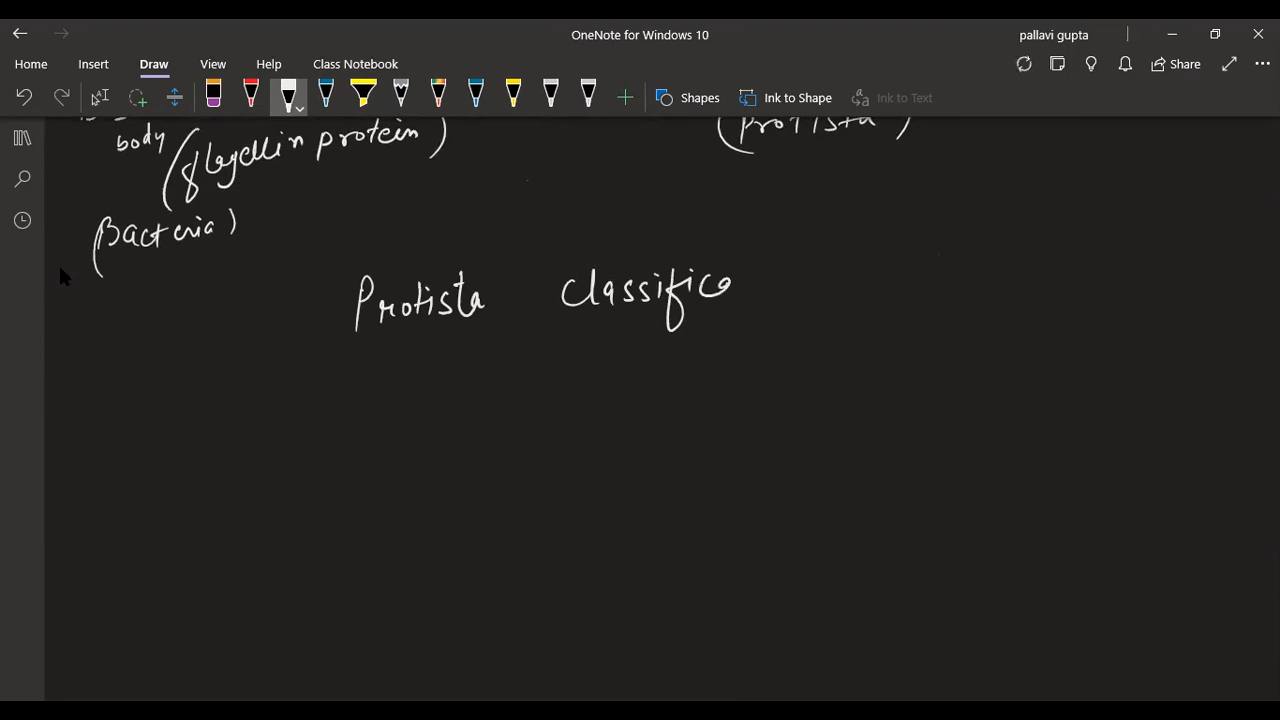 OneNote for Windows 10
pallavi gupta
Home Insert Draw View Help Class Notebook
Share
Shapes
Ink to Shape
Ink to Text
body (flagellin protein)
(Protista)
(Bacteria)
Protista Classifica